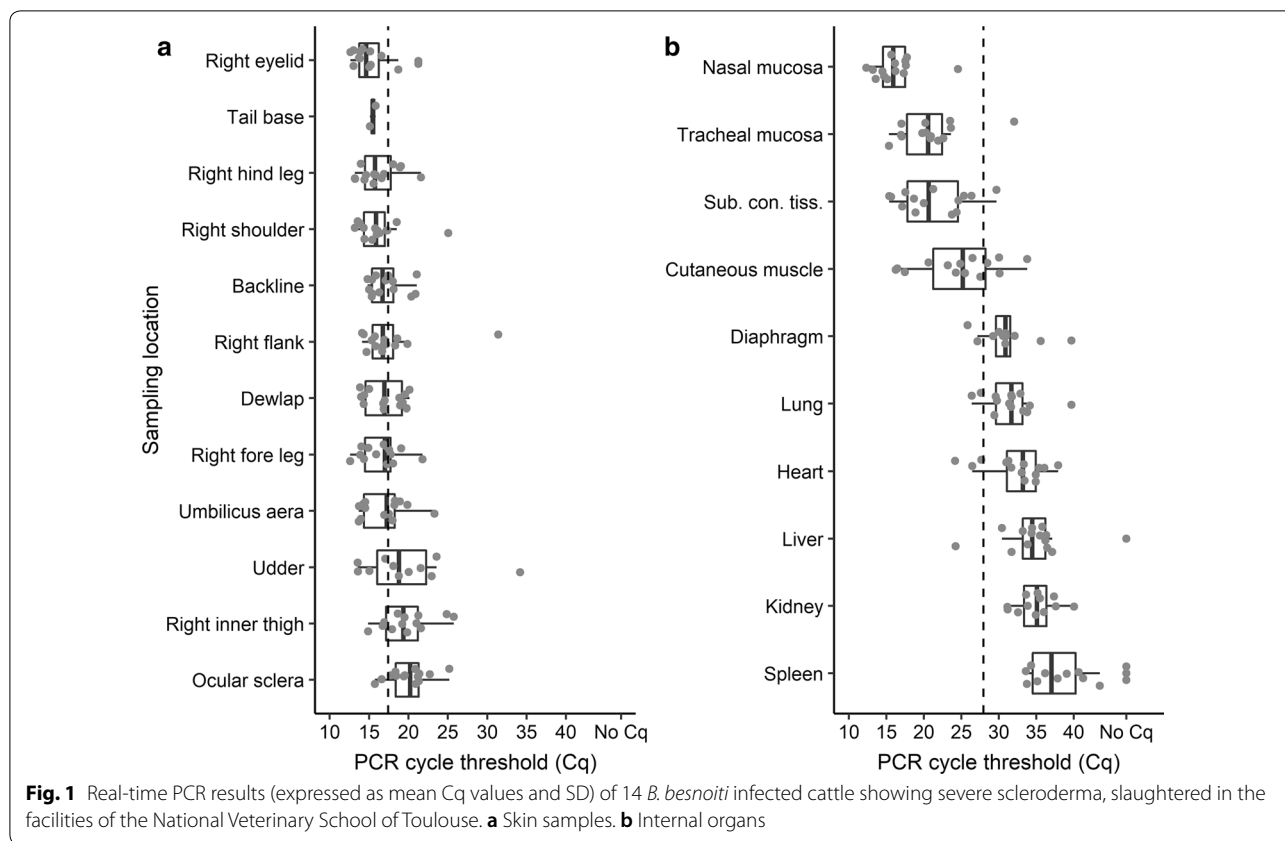 a
Sampling location
Right eyelid
Tail base
Right hind leg
Right shoulder
Backline
Right flank
Dewlap
Right fore leg
Umbilicus aera
Udder
Right inner thigh
Ocular sclera
10 15 20 25 30 35 40 No Cq
PCR cycle threshold (Cq)
b
Nasal mucosa
Tracheal mucosa
Sub. con. tiss.
Cutaneous muscle
Diaphragm
Lung
Heart
Liver
Kidney
Spleen
10 15 20 25 30 35 40 No Cq
PCR cycle threshold (Cq)
Fig. 1 Real-time PCR results (expressed as mean Cq values and SD) of 14 B. besnoiti infected cattle showing severe scleroderma, slaughtered in the
facilities of the National Veterinary School of Toulouse. a Skin samples. b Internal organs